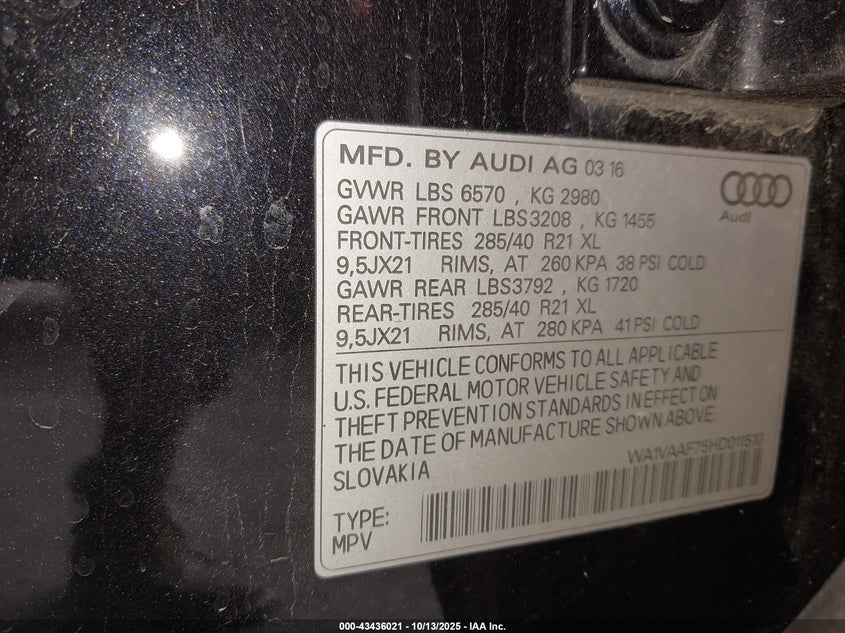 MFD. BY AUDI AG 03 16
GVWR LBS 6570 , KG 2980
GAWR FRONT LBS3208 , KG 1455
FRONT-TIRES 285/40 R21 XL
9,5JX21 RIMS, AT 260 KPA 38 PSI COLD
GAWR REAR LBS3792 , KG 1720
REAR-TIRES 285/40 R21 XL
9,5JX21 RIMS, AT 280 KPA 41 PSI COLD
Audi
THIS VEHICLE CONFORMS TO ALL APPLICABLE
U.S. FEDERAL MOTOR VEHICLE SAFETY AND
THEFT PREVENTION STANDARDS IN EFFECT ON
THE DATE OF MANUFACTURE SHOWN ABOVE.
SLOVAKIA
WA1VAAF75HD011510
TYPE:
MPV
000-43436021 - 10/13/2025 - IAA Inc.